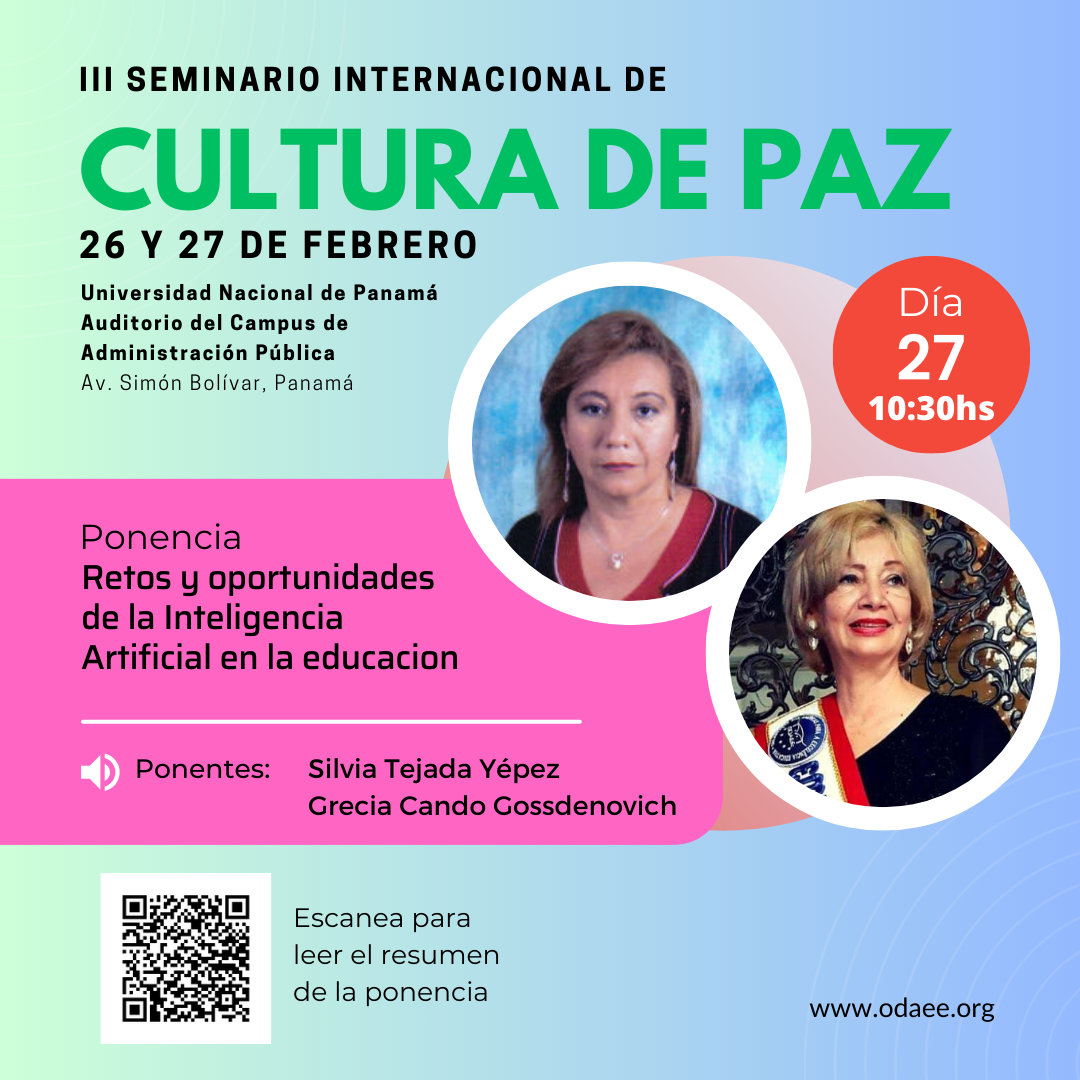 III SEMINARIO INTERNACIONAL DE
CULTURA DE PAZ
26 Y 27 DE FEBRERO
Universidad Nacional de Panamá
Auditorio del Campus de
Administración Pública
Av. Simón Bolívar, Panamá
Día
27
10:30hs
Ponencia
Retos y oportunidades
de la Inteligencia
Artificial en la educacion
Ponentes:
Silvia Tejada Yépez
Grecia Cando Gossdenovich
Escanea para
leer el resumen
de la ponencia
www.odaee.org